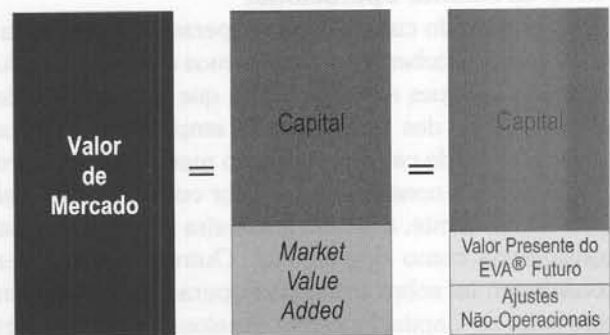 Valor
de
Mercado
=
Capital
Market
Value
Added
=
Capital
Valor Presente do
EVA® Futuro
Ajustes
Não-Operacionais